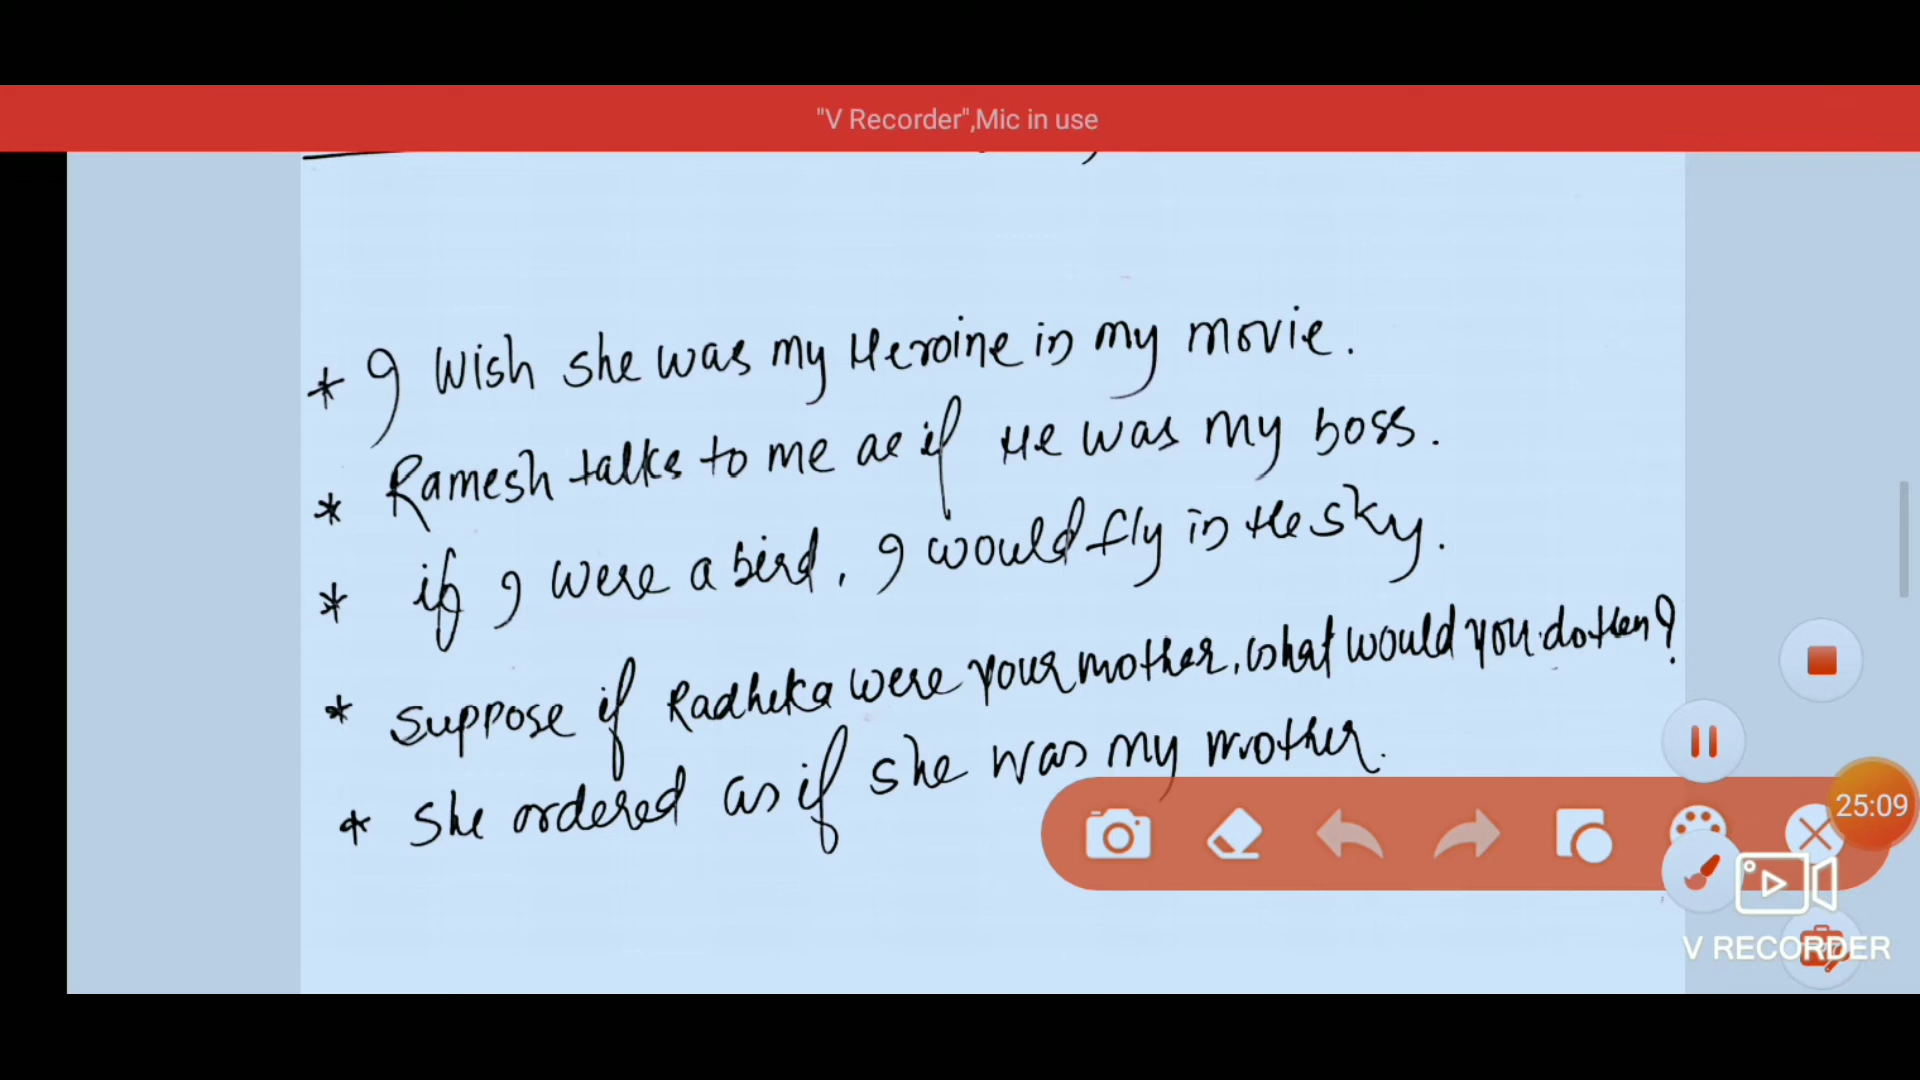 "V Recorder",Mic in use
* I Wish she was my Heroine in my movie.
* Ramesh talks to me as if He was my boss.
* if I were a bird, I would fly in the sky.
* suppose if Radhika were your mother, what would you do then?
* She ordered as if she was my mother.
25:09
V RECORDER